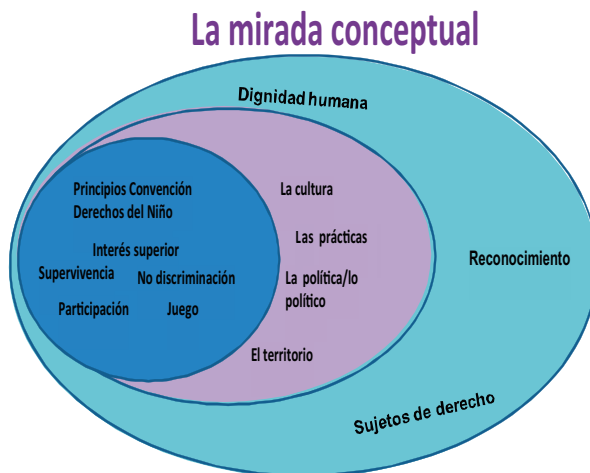 La mirada conceptual
Dignidad humana
Principios Convención
Derechos del Niño
Interés superior
Supervivencia
No discriminación
Participación
Juego
La cultura
Las prácticas
La política/lo
político
El territorio
Reconocimiento
Sujetos de derecho